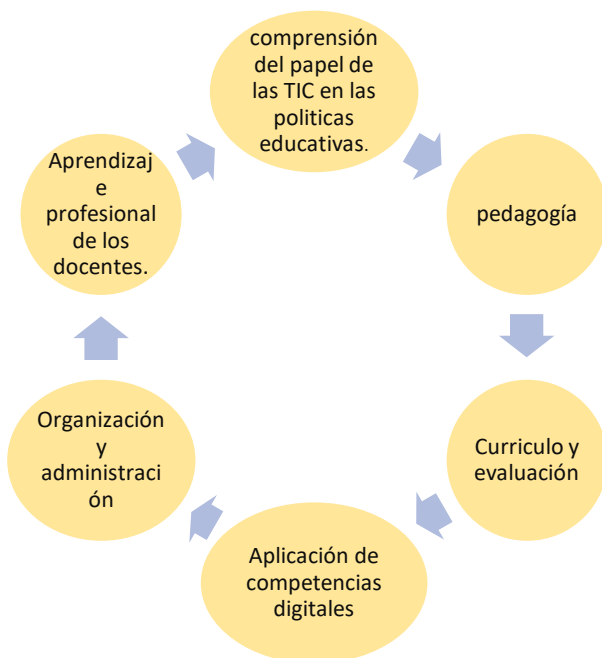 comprensión
del papel de
las TIC en las
politicas
educativas.
pedagogía
Curriculo y
evaluación
Aplicación de
competencias
digitales
Organización
y
administraci
ón
Aprendizaj
e
profesional
de los
docentes.